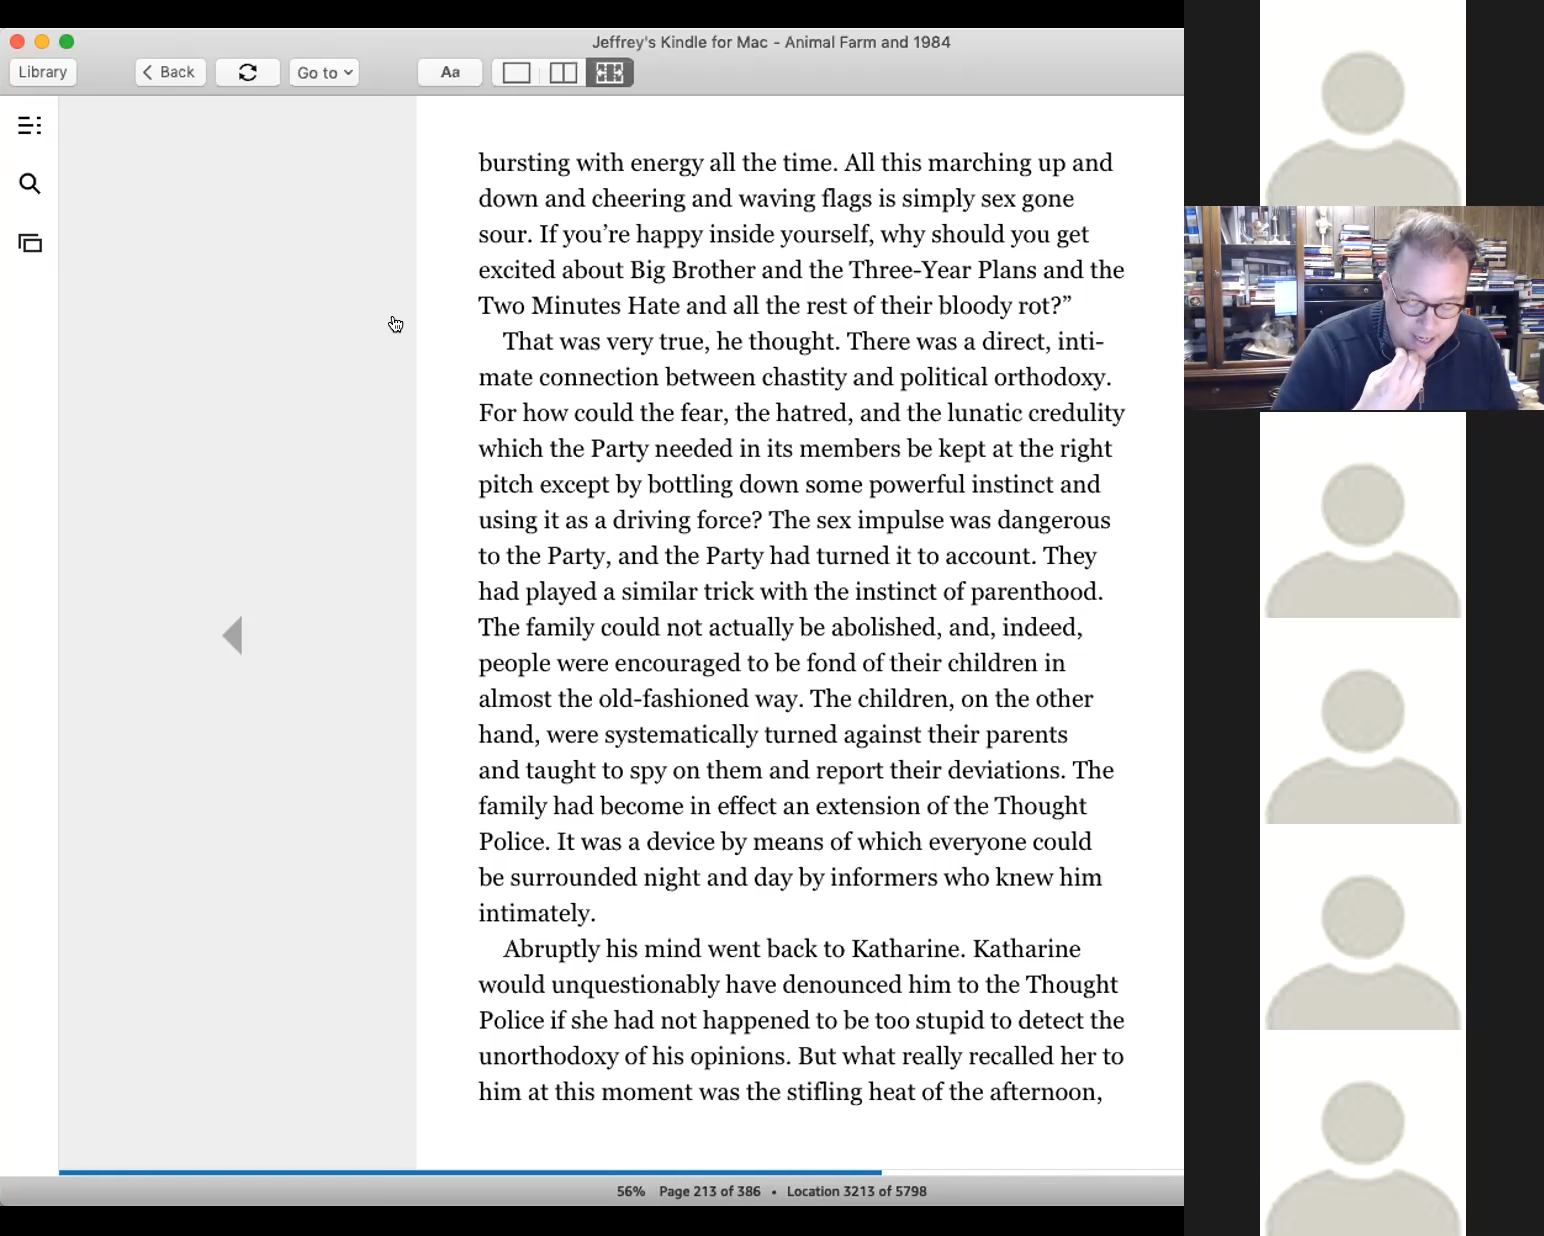 Jeffrey's Kindle for Mac - Animal Farm and 1984
Library
Back
Go to
Aa
bursting with energy all the time. All this marching up and
down and cheering and waving flags is simply sex gone
sour. If you’re happy inside yourself, why should you get
excited about Big Brother and the Three-Year Plans and the
Two Minutes Hate and all the rest of their bloody rot?”
That was very true, he thought. There was a direct, inti-
mate connection between chastity and political orthodoxy.
For how could the fear, the hatred, and the lunatic credulity
which the Party needed in its members be kept at the right
pitch except by bottling down some powerful instinct and
using it as a driving force? The sex impulse was dangerous
to the Party, and the Party had turned it to account. They
had played a similar trick with the instinct of parenthood.
The family could not actually be abolished, and, indeed,
people were encouraged to be fond of their children in
almost the old-fashioned way. The children, on the other
hand, were systematically turned against their parents
and taught to spy on them and report their deviations. The
family had become in effect an extension of the Thought
Police. It was a device by means of which everyone could
be surrounded night and day by informers who knew him
intimately.
Abruptly his mind went back to Katharine. Katharine
would unquestionably have denounced him to the Thought
Police if she had not happened to be too stupid to detect the
unorthodoxy of his opinions. But what really recalled her to
him at this moment was the stifling heat of the afternoon,
56% Page 213 of 386 • Location 3213 of 5798